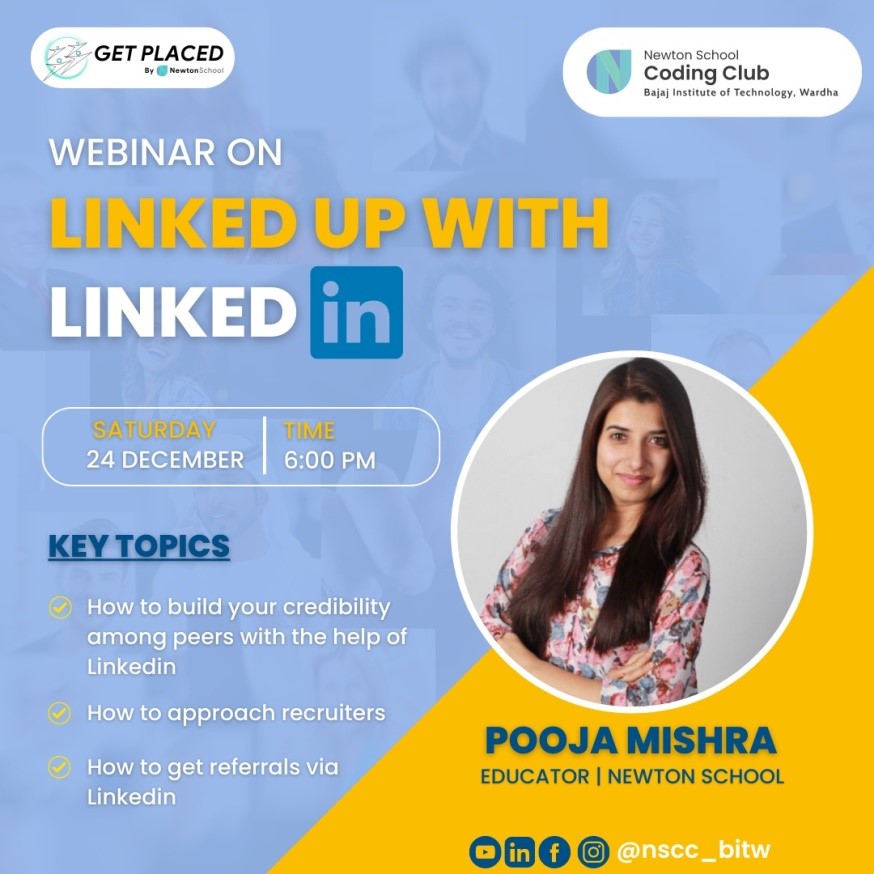 GET PLACED
By NewtonSchool
Newton School
Coding Club
Bajaj Institute of Technology, Wardha
WEBINAR ON
LINKED UP WITH
LINKED in
SATURDAY
24 DECEMBER
TIME
6:00 PM
KEY TOPICS
How to build your credibility
among peers with the help of
Linkedin
How to approach recruiters
How to get referrals via
Linkedin
POOJA MISHRA
EDUCATOR | NEWTON SCHOOL
in f @nscc_bitw